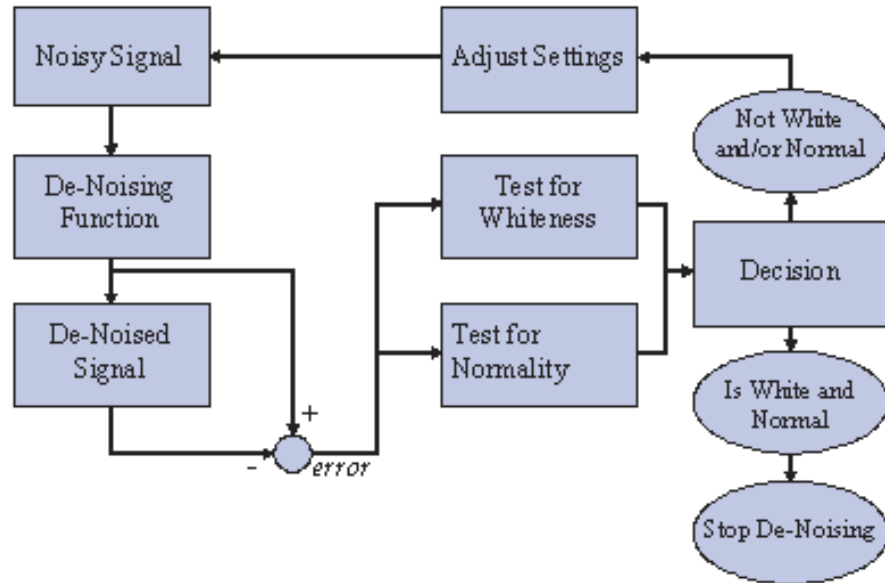 Noisy Signal
Adjust Settings
Not White
and/or Normal
De-Noising
Function
Test for
Whiteness
Decision
De-Noised
Signal
Test for
Normality
Is White and
Normal
+
-
error
Stop De-Noising